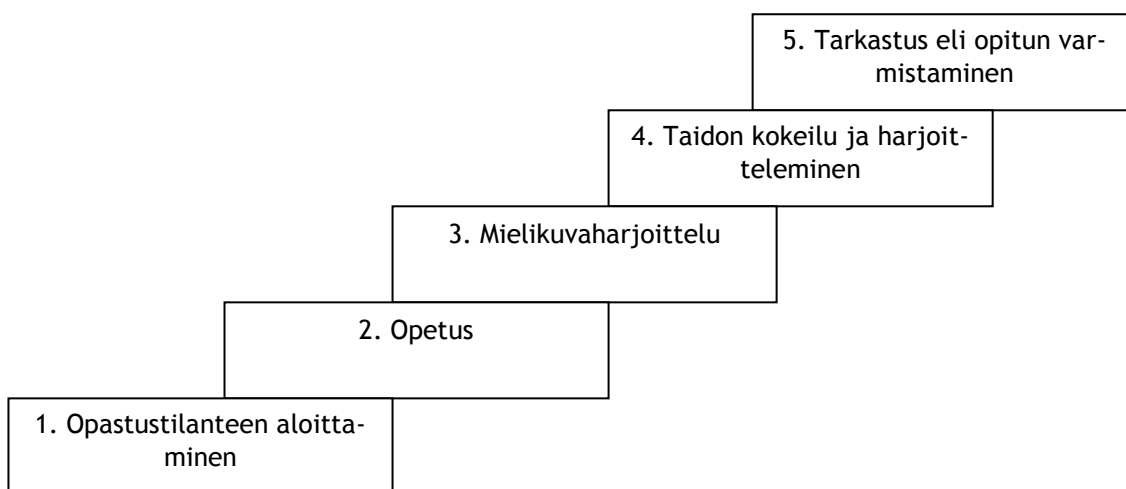 5. Tarkastus eli opitun var-
mistaminen
4. Taidon kokeilu ja harjoit-
teleminen
3. Mielikuvaharjoittelu
2. Opetus
1. Opastustilanteen aloitta-
minen